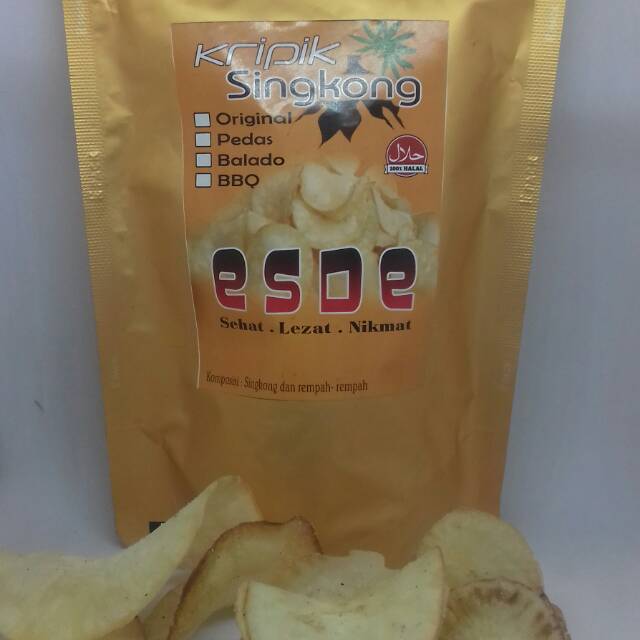 Kripik
Singkong
Original
Pedas
Balado
BBQ
حلال
100% HALAL
esDe
Sehat . Lezat . Nikmat
Komposisi : Singkong dan rempah- rempah